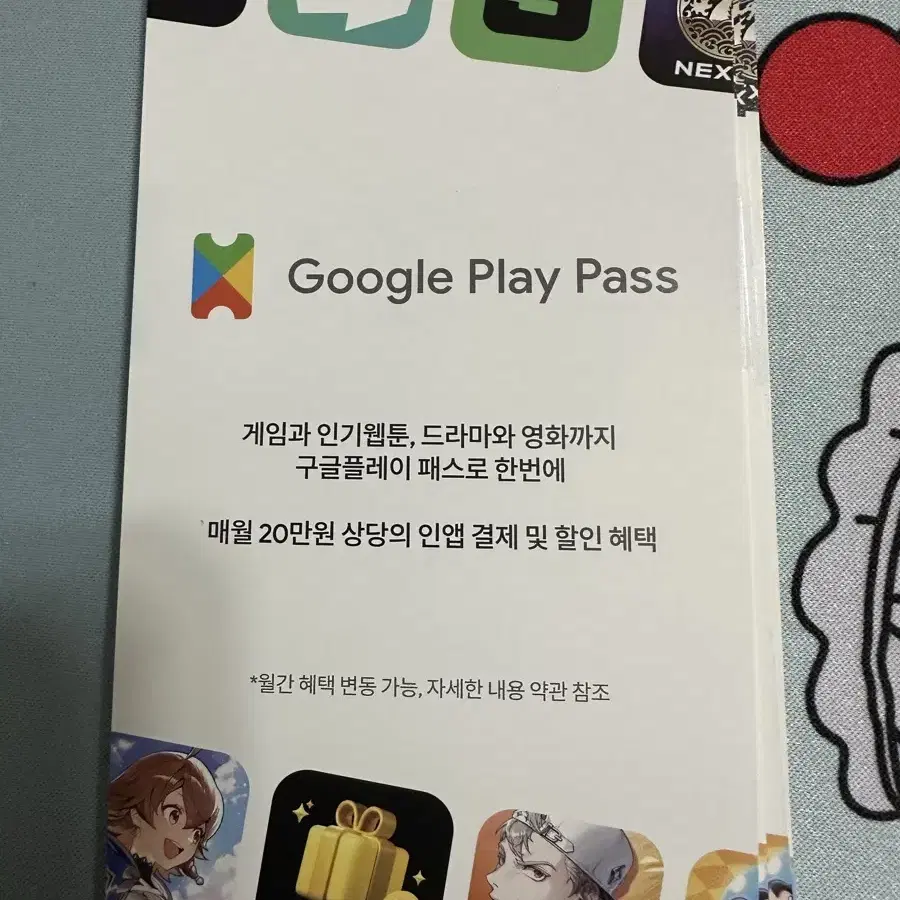 Google Play Pass
게임과 인기웹툰, 드라마와 영화까지
구글플레이 패스로 한번에
매월 20만원 상당의 인앱 결제 및 할인 혜택
*월간 혜택 변동 가능, 자세한 내용 약관 참조